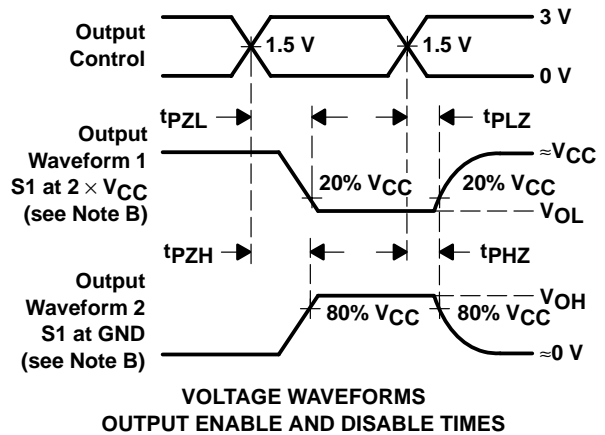 Output
Control
1.5 V
1.5 V
3 V
0 V
tPZL
tPLZ
Output
Waveform 1
S1 at 2 × VCC
(see Note B)
20% VCC
20% VCC
≈VCC
VOL
tPZH
tPHZ
Output
Waveform 2
S1 at GND
(see Note B)
80% VCC
80% VCC
VOH
≈0 V
VOLTAGE WAVEFORMS
OUTPUT ENABLE AND DISABLE TIMES